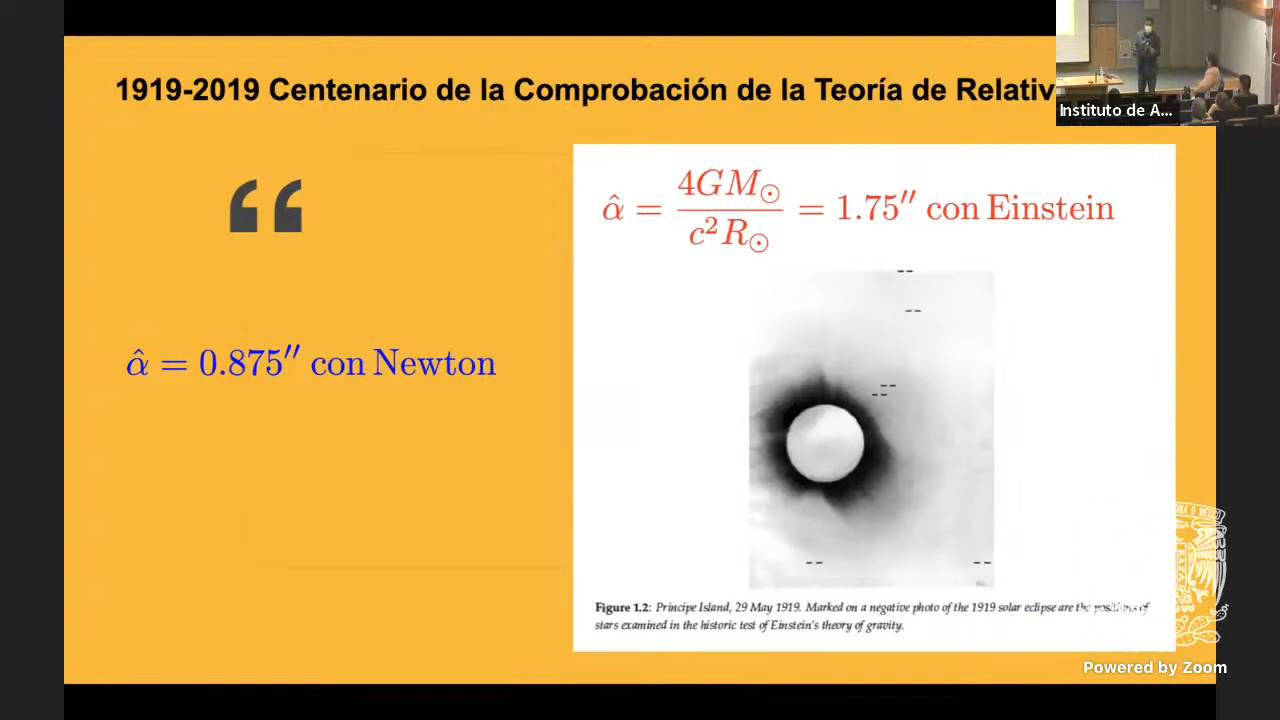 1919-2019 Centenario de la Comprobación de la Teoría de Relativ
Instituto de A...
“
α̂ = 4GM☉ / c²R☉ = 1.75″ con Einstein
α̂ = 0.875″ con Newton
Figure 1.2: Principe Island, 29 May 1919. Marked on a negative photo of the 1919 solar eclipse are the positions of
stars examined in the historic test of Einstein's theory of gravity.
Powered by Zoom